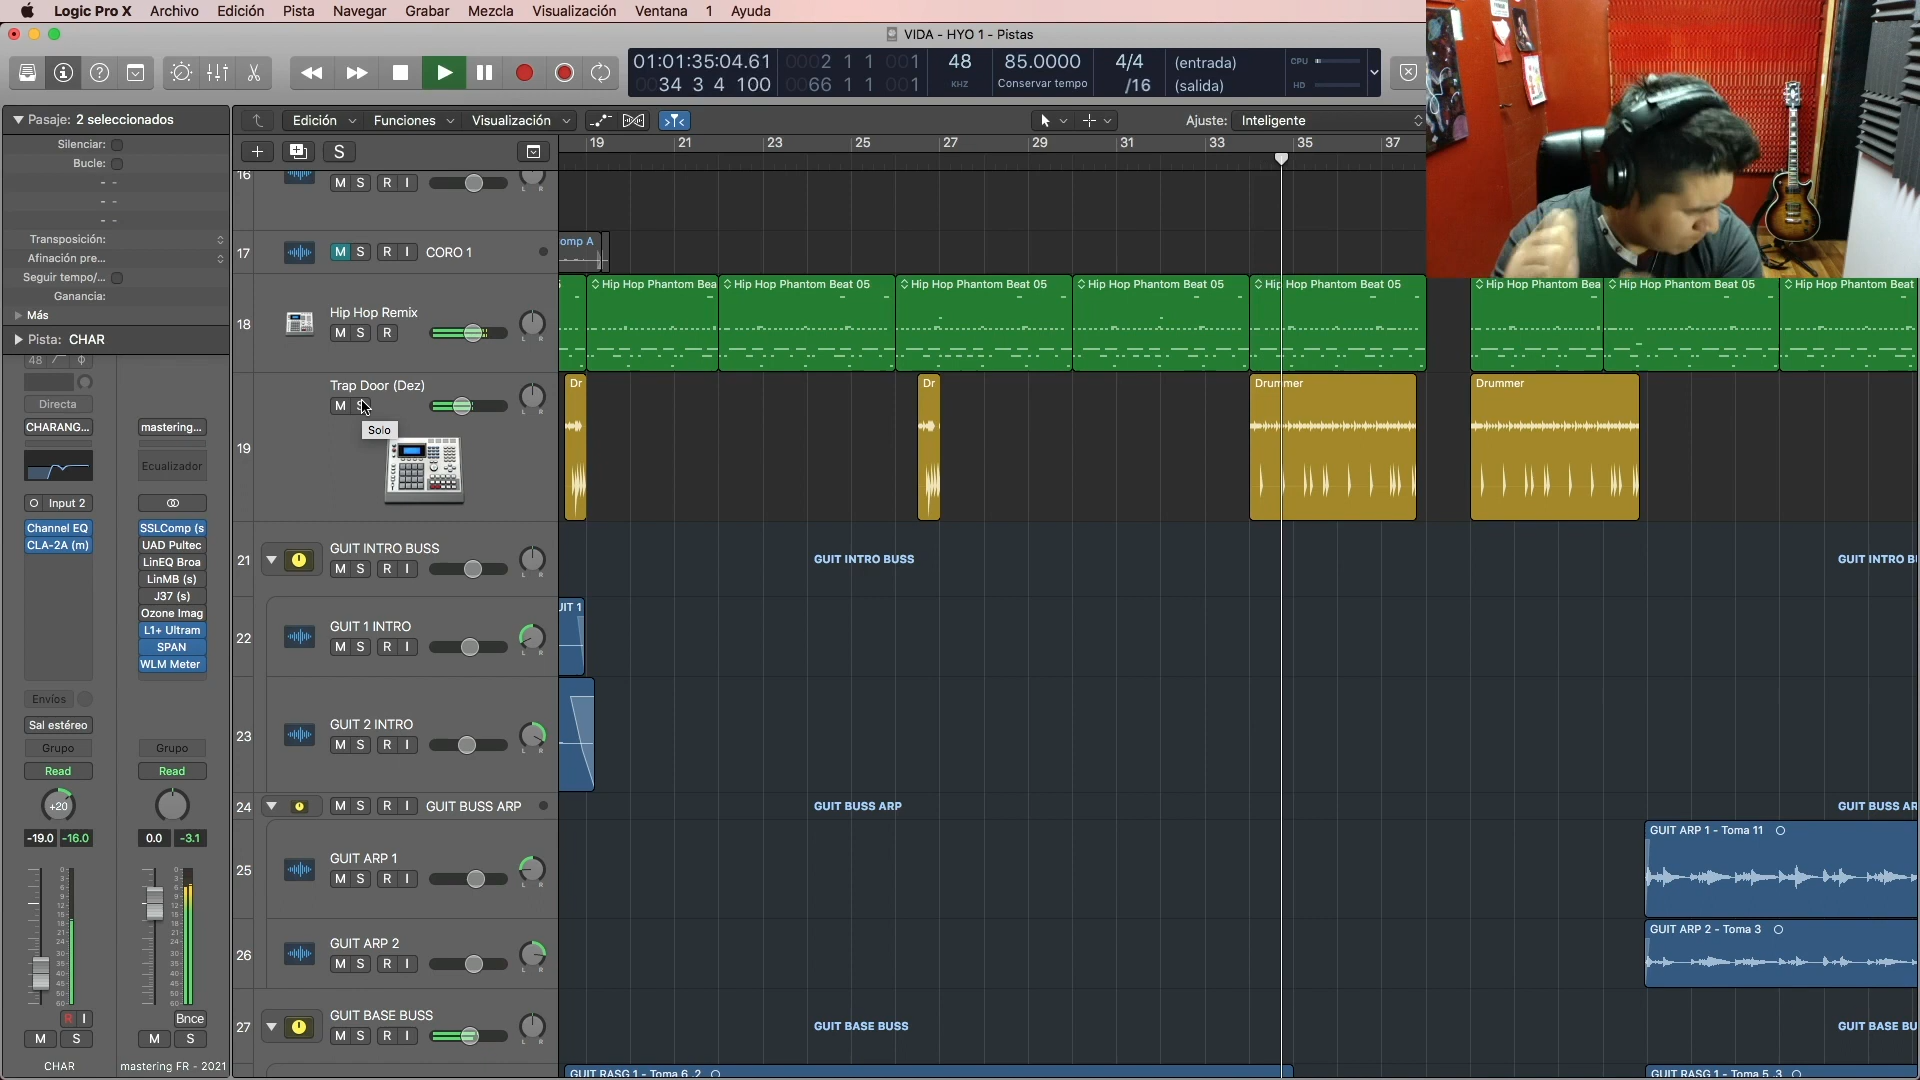 Logic Pro X Archivo Edición Pista Navegar Grabar Mezcla Visualización Ventana 1 Ayuda
VIDA - HYO 1 - Pistas
01:01:35:04.61 0002 1 1 001 48 85.0000 4/4 (entrada) CPU
0034 3 4 100 0066 1 1 001 KHZ Conservar tempo /16 (salida) HD
Pasaje: 2 seleccionados
Silenciar:
Bucle:
- -
- -
- -
Transposición:
Afinación pre...
Seguir tempo/...
Ganancia:
Más
Pista: CHAR
48
Directa
CHARANG... mastering...
Ecualizador
Input 2
Channel EQ SSLComp (s
CLA-2A (m) UAD Pultec
LinEQ Broa
LinMB (s)
J37 (s)
Ozone Imag
L1+ Ultram
SPAN
WLM Meter
Envíos
Sal estéreo
Grupo Grupo
Read Read
+20
-19.0 -16.0 0.0 -3.1
R I Bnce
M S M S
CHAR mastering FR - 2021
Edición Funciones Visualización Ajuste: Inteligente
S
19 21 23 25 27 29 31 33 35 37
16 M S R I
17 M S R I CORO 1
omp A
18 Hip Hop Remix
M S R
Hip Hop Phantom Bea Hip Hop Phantom Beat 05 Hip Hop Phantom Beat 05 Hip Hop Phantom Beat 05 Hip Hop Phantom Beat 05 Hip Hop Phantom Bea Hip Hop Phantom Beat 05 Hip Hop Phantom Beat
19 Trap Door (Dez)
M S
Solo
Dr Dr Drummer Drummer
21 GUIT INTRO BUSS
M S R I
GUIT INTRO BUSS GUIT INTRO B
22 GUIT 1 INTRO
M S R I
UIT 1
23 GUIT 2 INTRO
M S R I
24 M S R I GUIT BUSS ARP
GUIT BUSS ARP GUIT BUSS AR
25 GUIT ARP 1
M S R I
GUIT ARP 1 - Toma 11
26 GUIT ARP 2
M S R I
GUIT ARP 2 - Toma 3
27 GUIT BASE BUSS
M S R I
GUIT BASE BUSS GUIT BASE BU
GUIT RASG 1 - Toma 6 .2 GUIT RASG 1 - Toma 5 .3